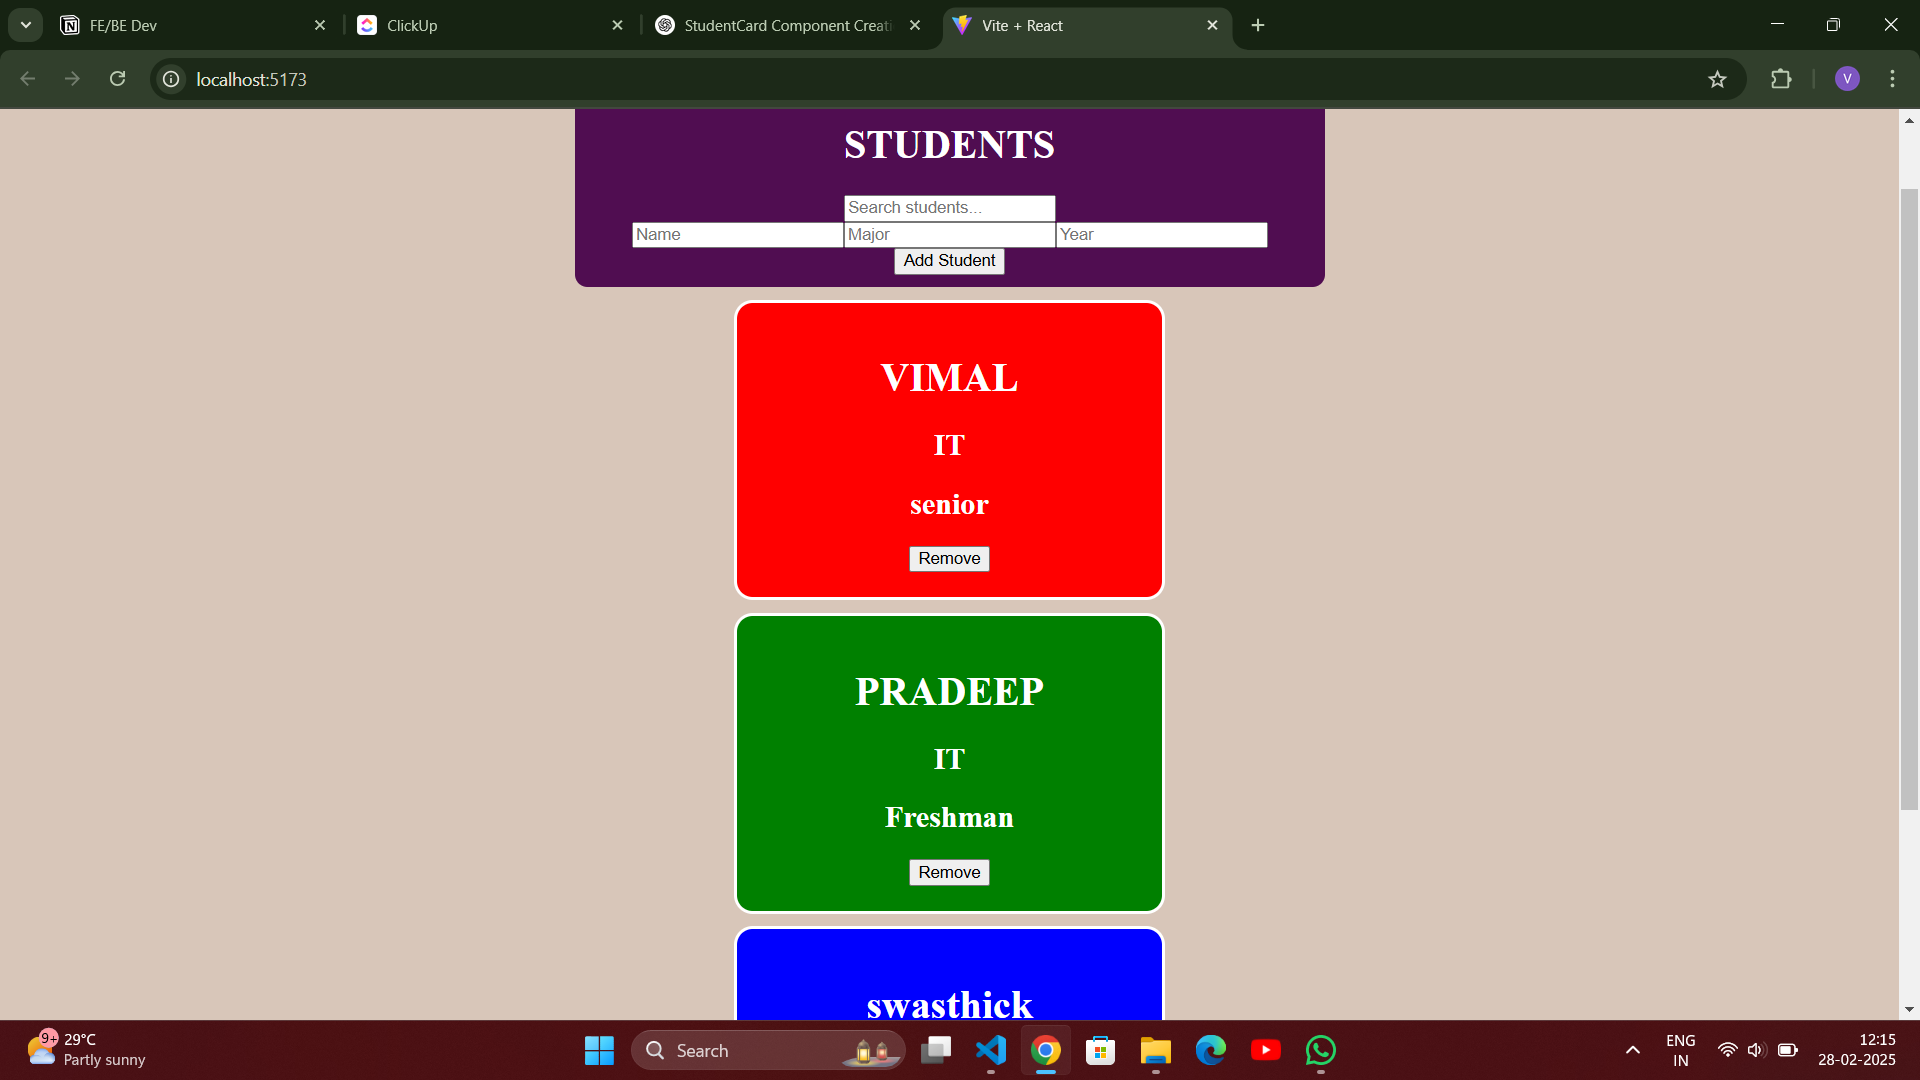 FE/BE Dev
ClickUp
StudentCard Component Creati
Vite + React
localhost:5173
V
STUDENTS
Search students...
Name Major Year
Add Student
VIMAL
IT
senior
Remove
PRADEEP
IT
Freshman
Remove
swasthick
9+
29°C
Partly sunny
Search
ENG
IN
12:15
28-02-2025